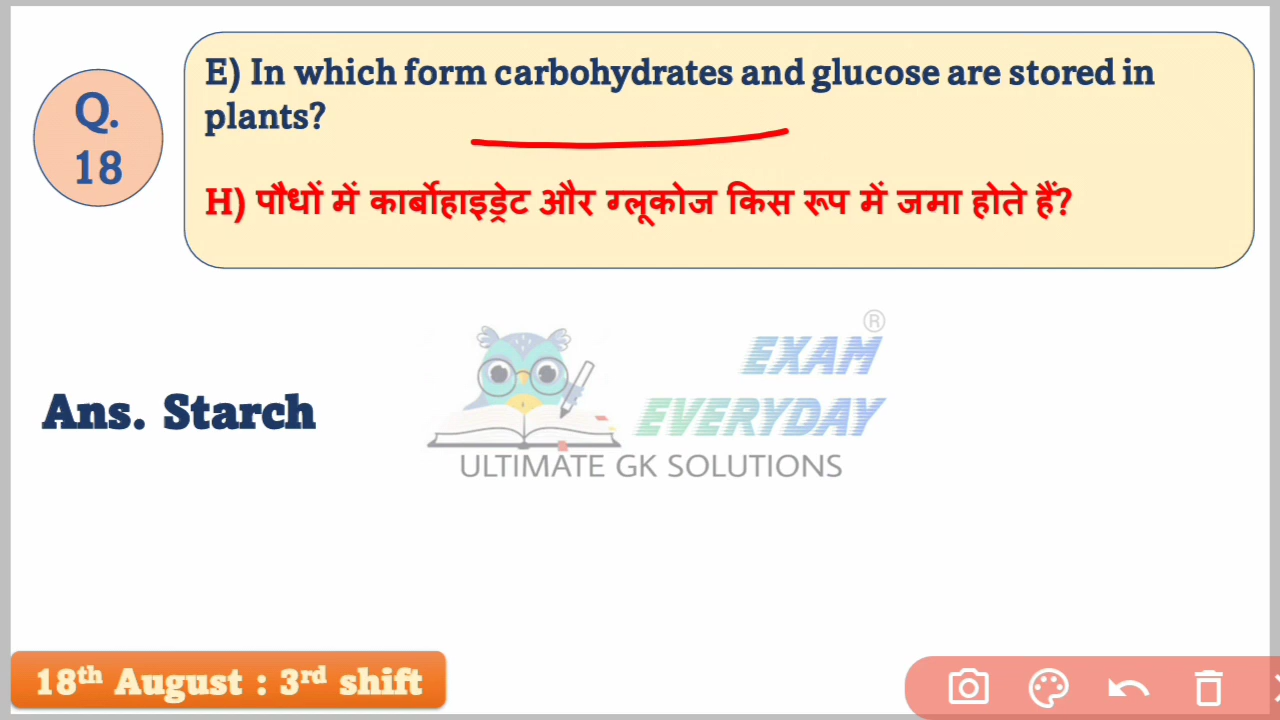 Q.
18
E) In which form carbohydrates and glucose are stored in
plants?
H) पौधों में कार्बोहाइड्रेट और ग्लूकोज किस रूप में जमा होते हैं?
®
EXAM
EVERYDAY
ULTIMATE GK SOLUTIONS
Ans. Starch
18th August : 3rd shift